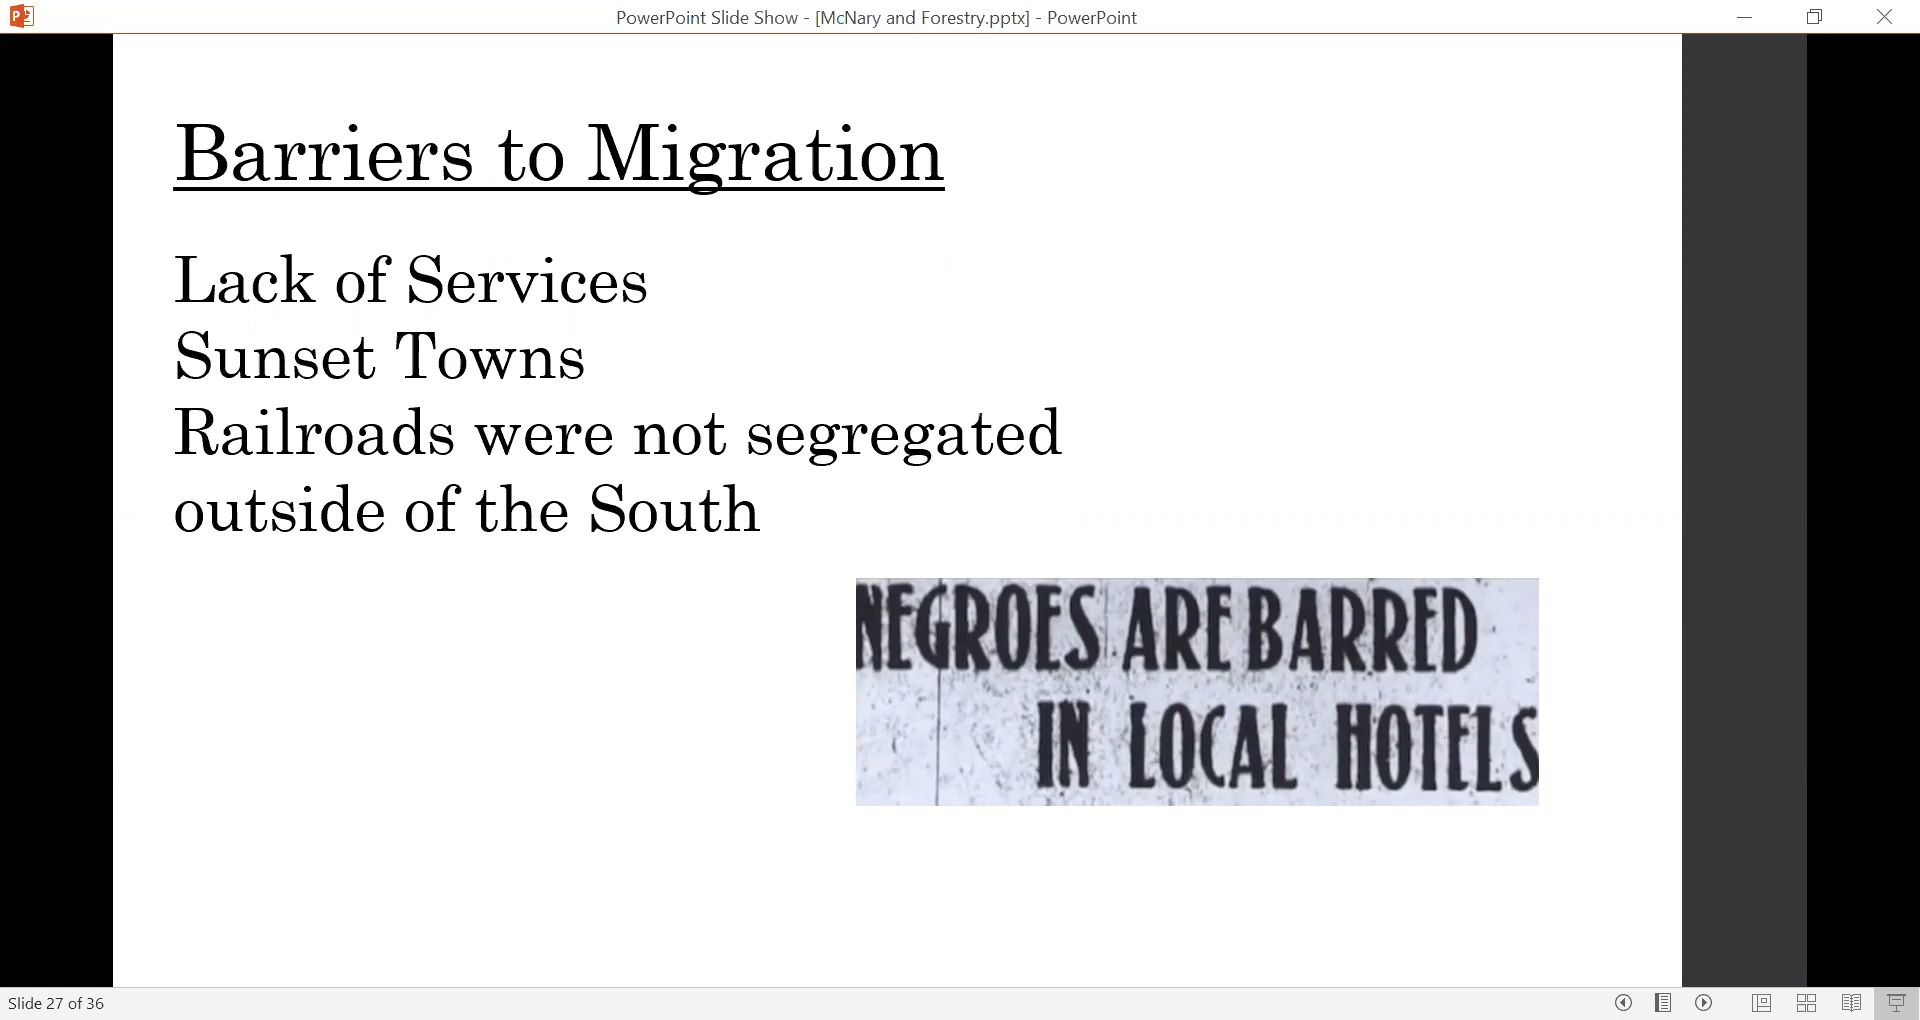 PowerPoint Slide Show - [McNary and Forestry.pptx] - PowerPoint
Barriers to Migration
Lack of Services
Sunset Towns
Railroads were not segregated
outside of the South
NEGROES ARE BARRED
IN LOCAL HOTELS
Slide 27 of 36